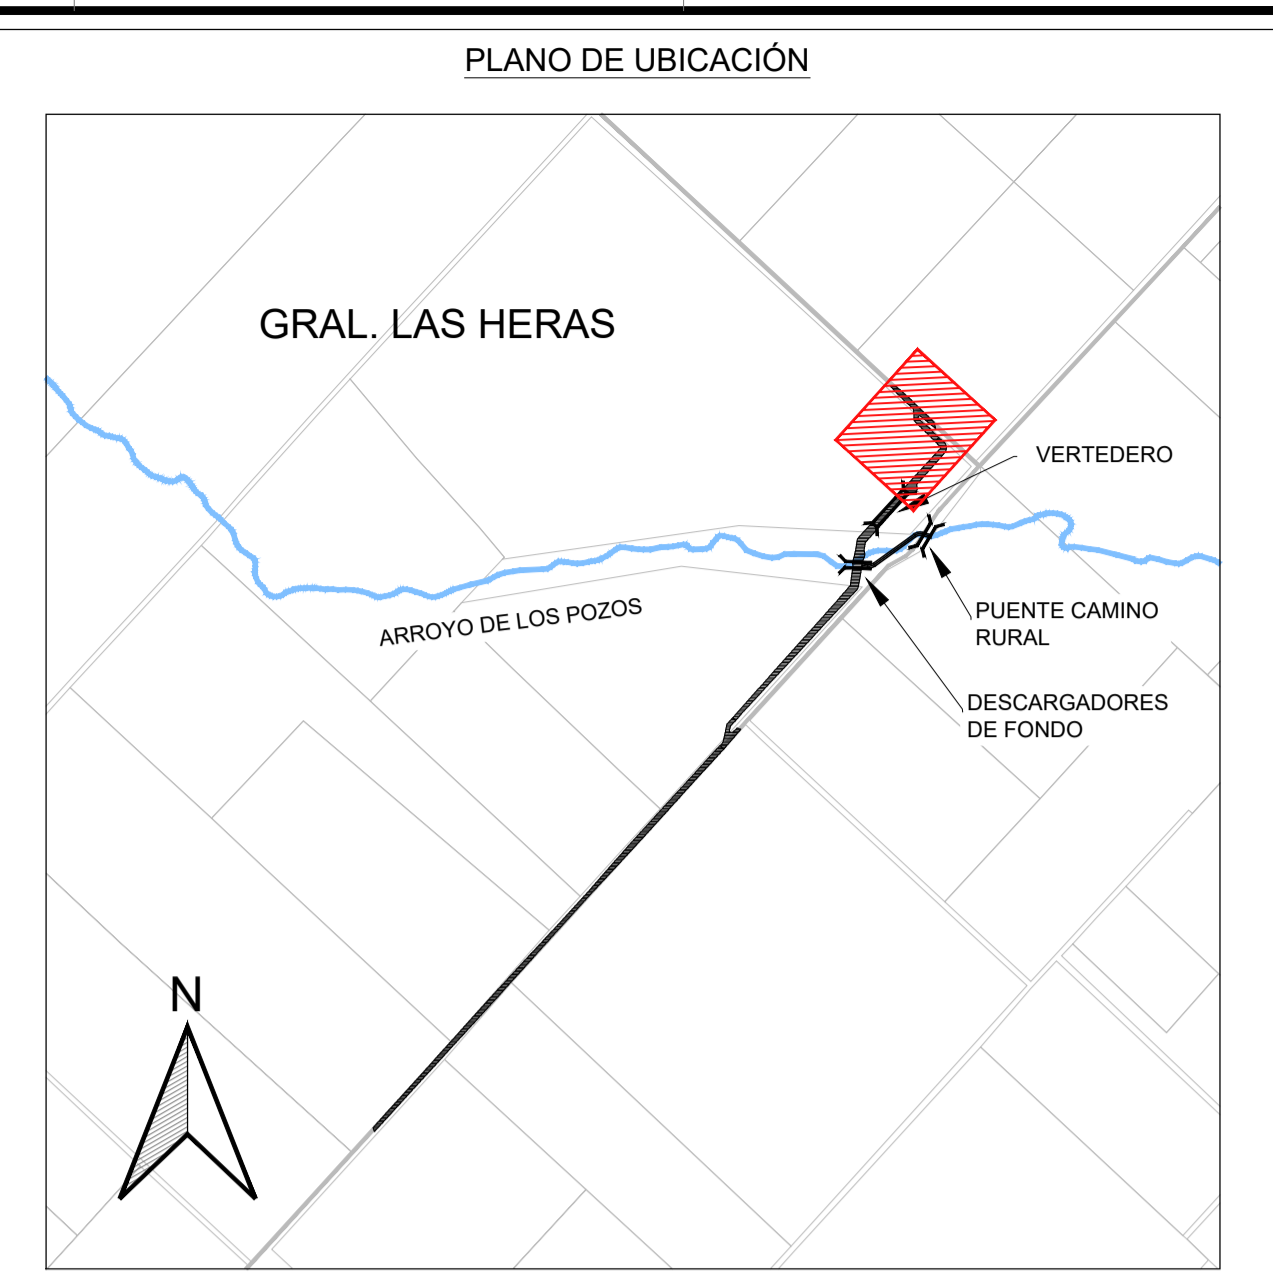 PLANO DE UBICACIÓN
GRAL. LAS HERAS
VERTEDERO
ARROYO DE LOS POZOS
PUENTE CAMINO
RURAL
DESCARGADORES
DE FONDO
N